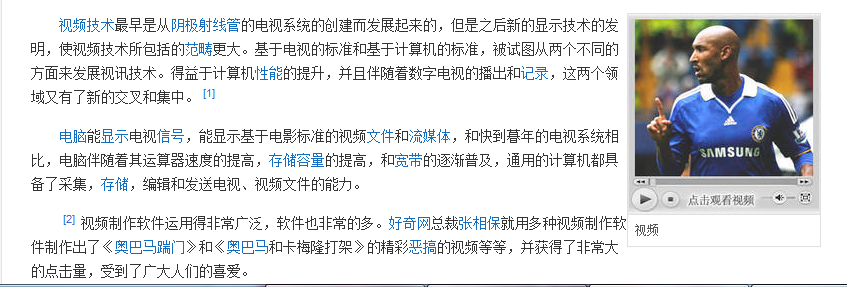 视频技术最早是从阴极射线管的电视系统的创建而发展起来的，但是之后新的显示技术的发
明，使视频技术所包括的范畴更大。基于电视的标准和基于计算机的标准，被试图从两个不同的
方面来发展视讯技术。得益于计算机性能的提升，并且伴随着数字电视的播出和记录，这两个领
域又有了新的交叉和集中。 [1]
电脑能显示电视信号，能显示基于电影标准的视频文件和流媒体，和快到暮年的电视系统相
比，电脑伴随着其运算器速度的提高，存储容量的提高，和宽带的逐渐普及，通用的计算机都具
备了采集，存储，编辑和发送电视、视频文件的能力。
[2] 视频制作软件运用得非常广泛，软件也非常的多。好奇网总裁张相保就用多种视频制作软
件制作出了《奥巴马踹门》和《奥巴马和卡梅隆打架》的精彩恶搞的视频等等，并获得了非常大
的点击量，受到了广大人们的喜爱。
SAMSUNG
点击观看视频
视频